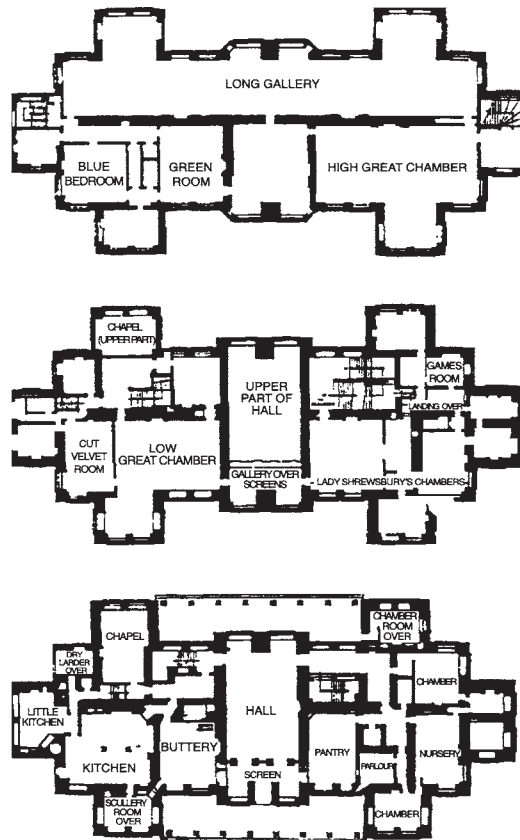 LONG GALLERY
BLUE
BEDROOM
GREEN
ROOM
HIGH GREAT CHAMBER
CHAPEL
(UPPER PART)
GAMES
ROOM
UPPER
PART OF
HALL
LANDING OVER
CUT
VELVET
ROOM
LOW
GREAT CHAMBER
GALLERY OVER
SCREENS
LADY SHREWSBURY'S CHAMBERS
CHAPEL
CHAMBER
ROOM
OVER
DRY
LARDER
OVER
CHAMBER
LITTLE
KITCHEN
HALL
BUTTERY
PANTRY
NURSERY
KITCHEN
SCREEN
PARLOUR
SCULLERY
ROOM OVER
CHAMBER